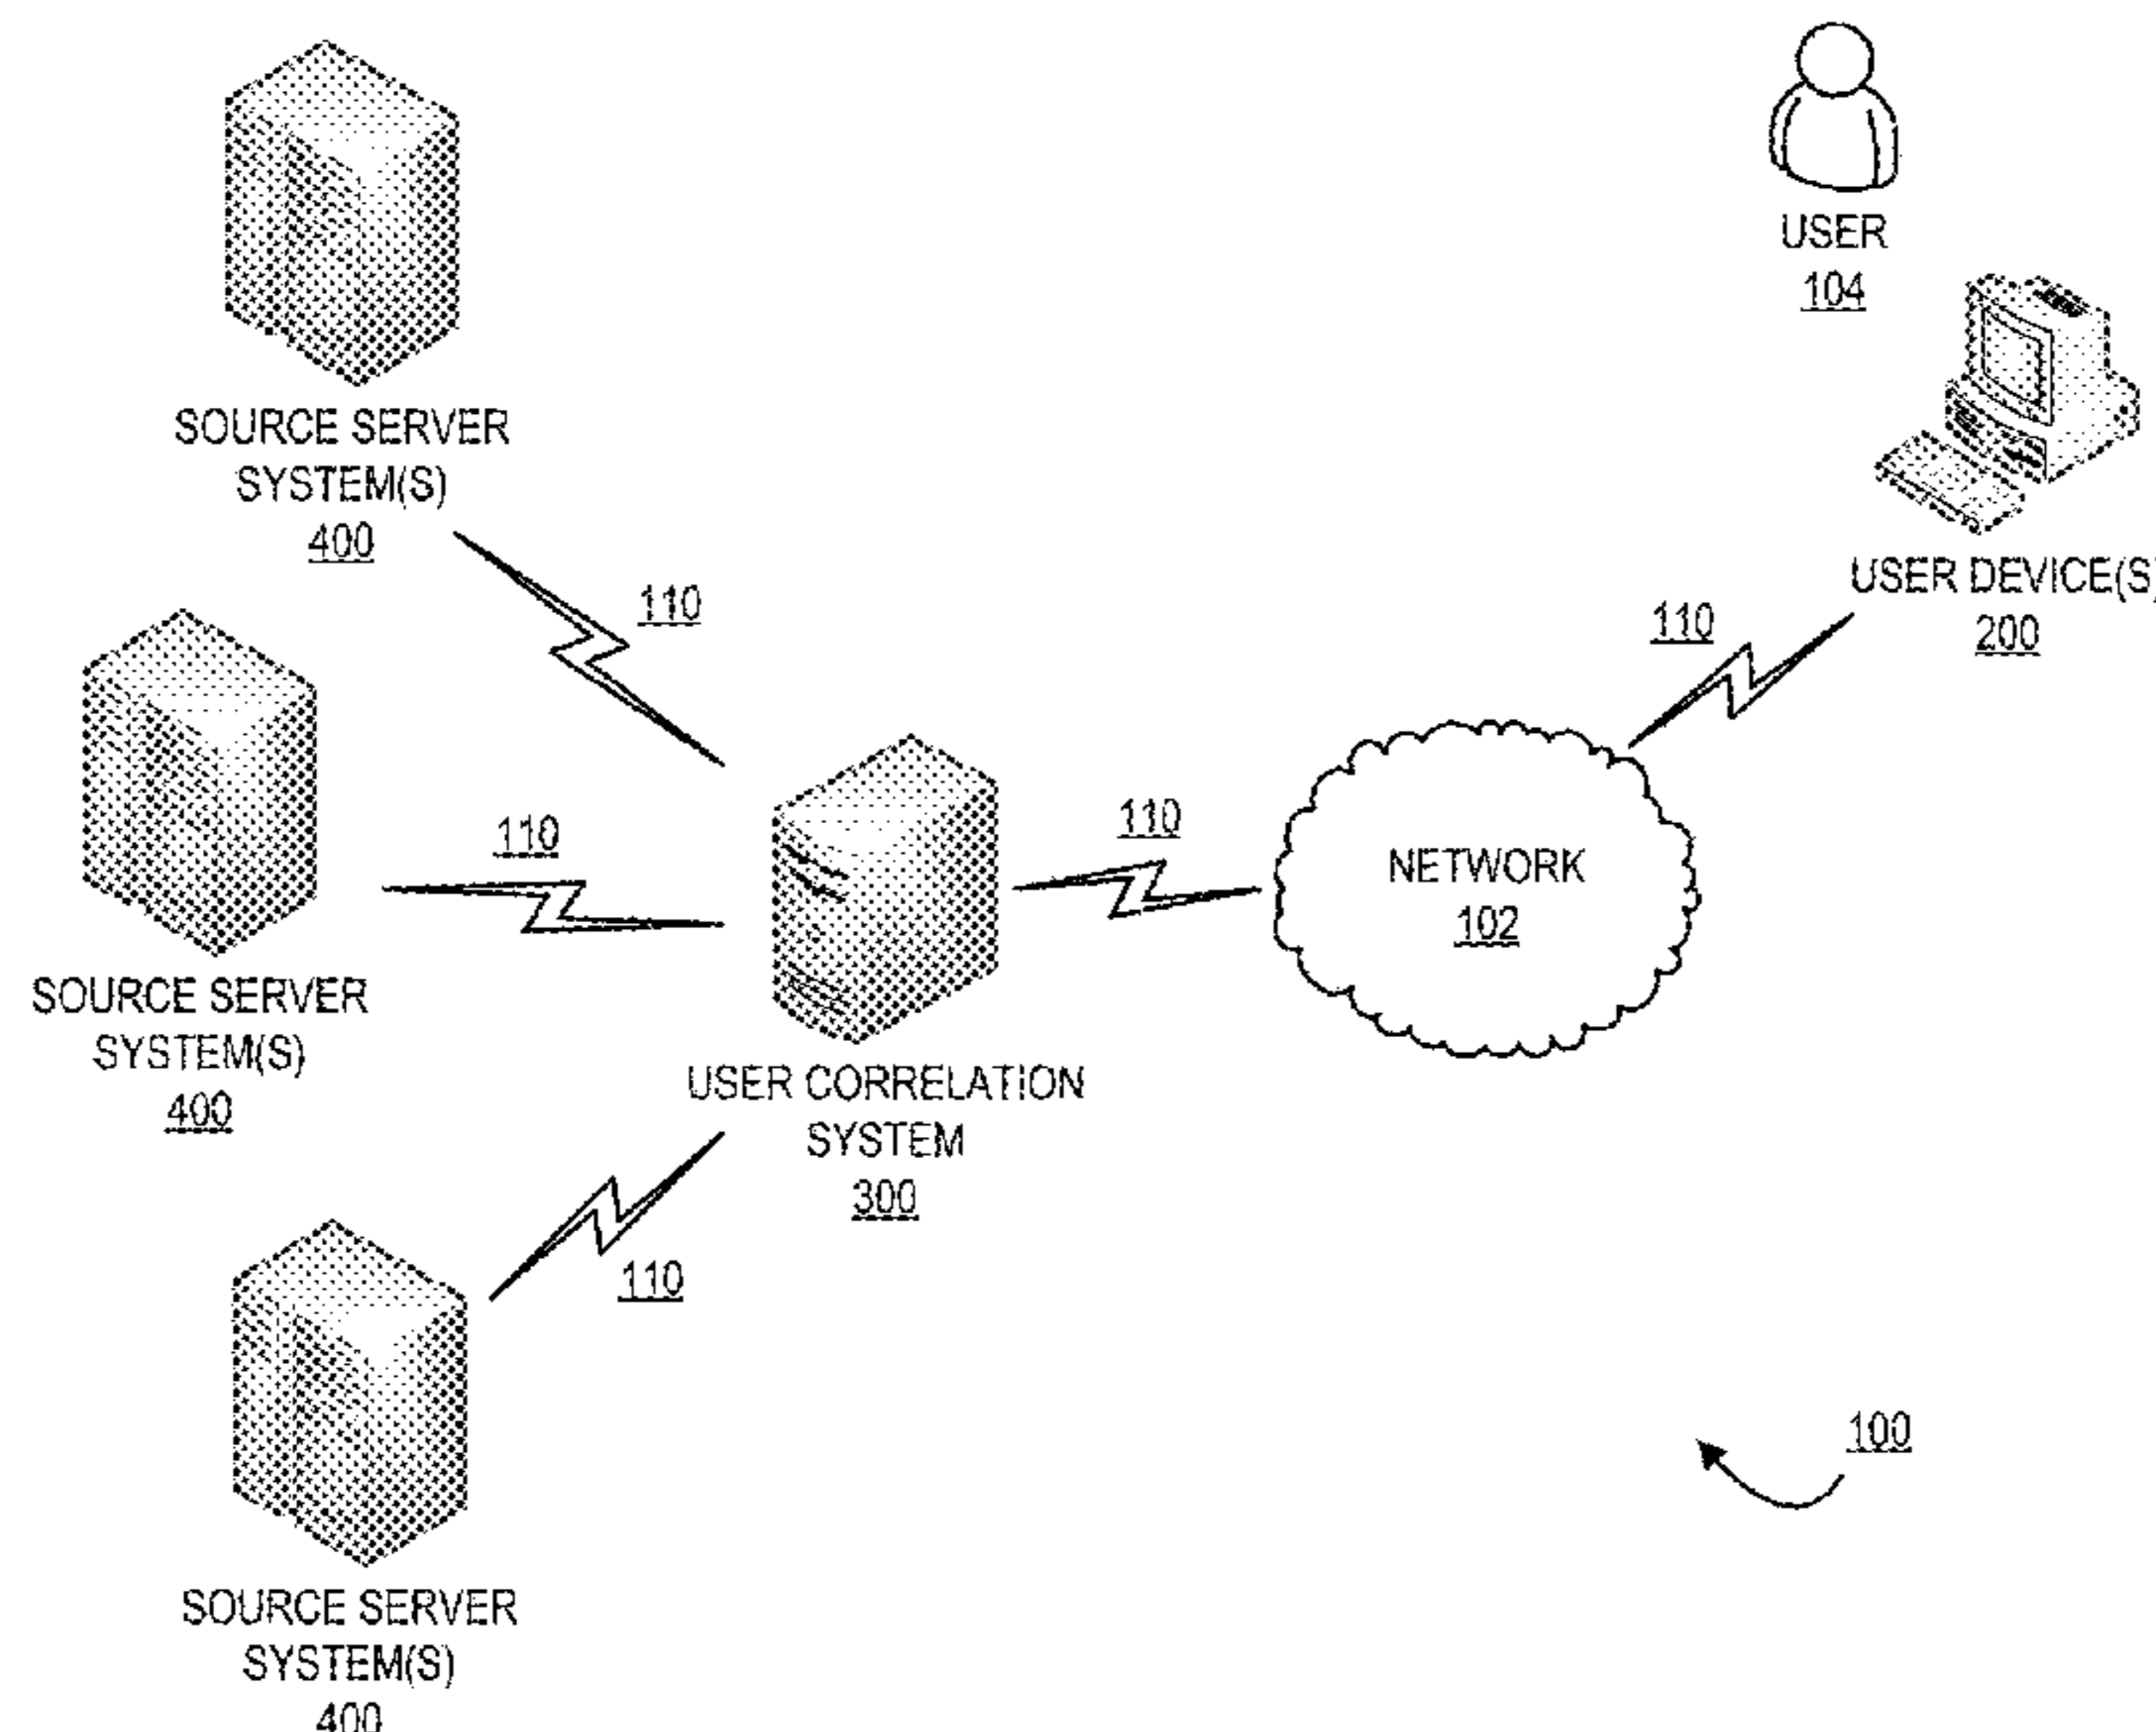 USER
104
SOURCE SERVER
SYSTEM(S)
400
USER DEVICE(S)
200
110
110
110
110
NETWORK
102
SOURCE SERVER
SYSTEM(S)
400
USER CORRELATION
SYSTEM
300
110
100
SOURCE SERVER
SYSTEM(S)
400